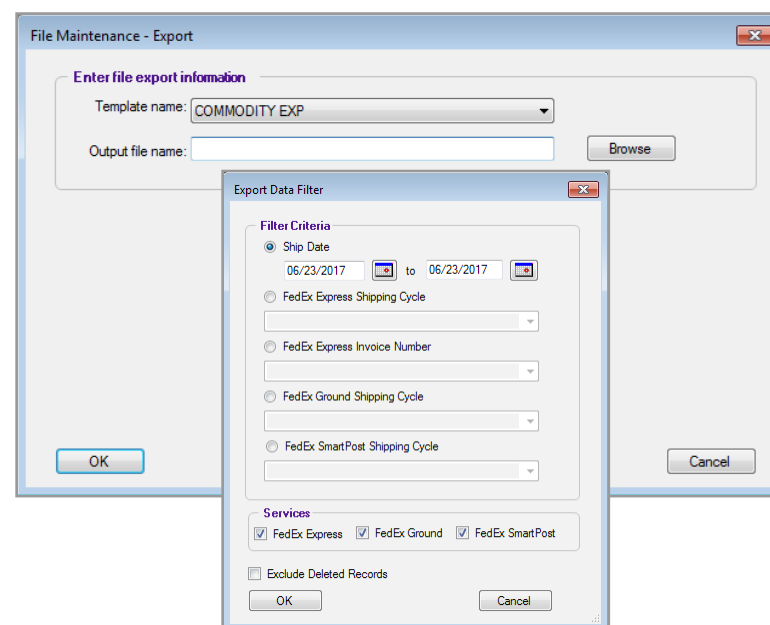 File Maintenance - Export
Enter file export information
Template name: COMMODITY EXP
Output file name: Browse
Export Data Filter
Filter Criteria
Ship Date
06/23/2017 to 06/23/2017
FedEx Express Shipping Cycle
FedEx Express Invoice Number
FedEx Ground Shipping Cycle
FedEx SmartPost Shipping Cycle
OK Cancel
Services
FedEx Express FedEx Ground FedEx SmartPost
Exclude Deleted Records
OK Cancel